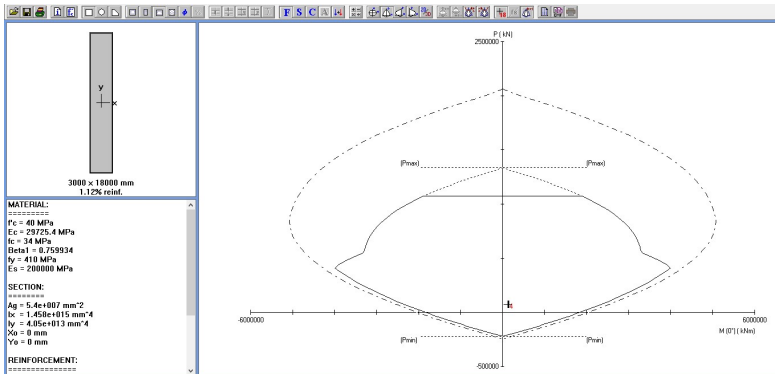 F S C A
P ( kN)
2500000
y
x
3000 x 18000 mm
1.12% reinf.
(Pmax) (Pmax)
MATERIAL:
=========
f'c = 40 MPa
Ec = 29725.4 MPa
fc = 34 MPa
Beta1 = 0.759934
fy = 410 MPa
Es = 200000 MPa
SECTION:
========
Ag = 5.4e+007 mm^2
Ix = 1.458e+015 mm^4
Iy = 4.05e+013 mm^4
Xo = 0 mm
Yo = 0 mm
REINFORCEMENT:
==============
1
-6000000 6000000
M (0°) ( kNm)
(Pmin) (Pmin)
-500000